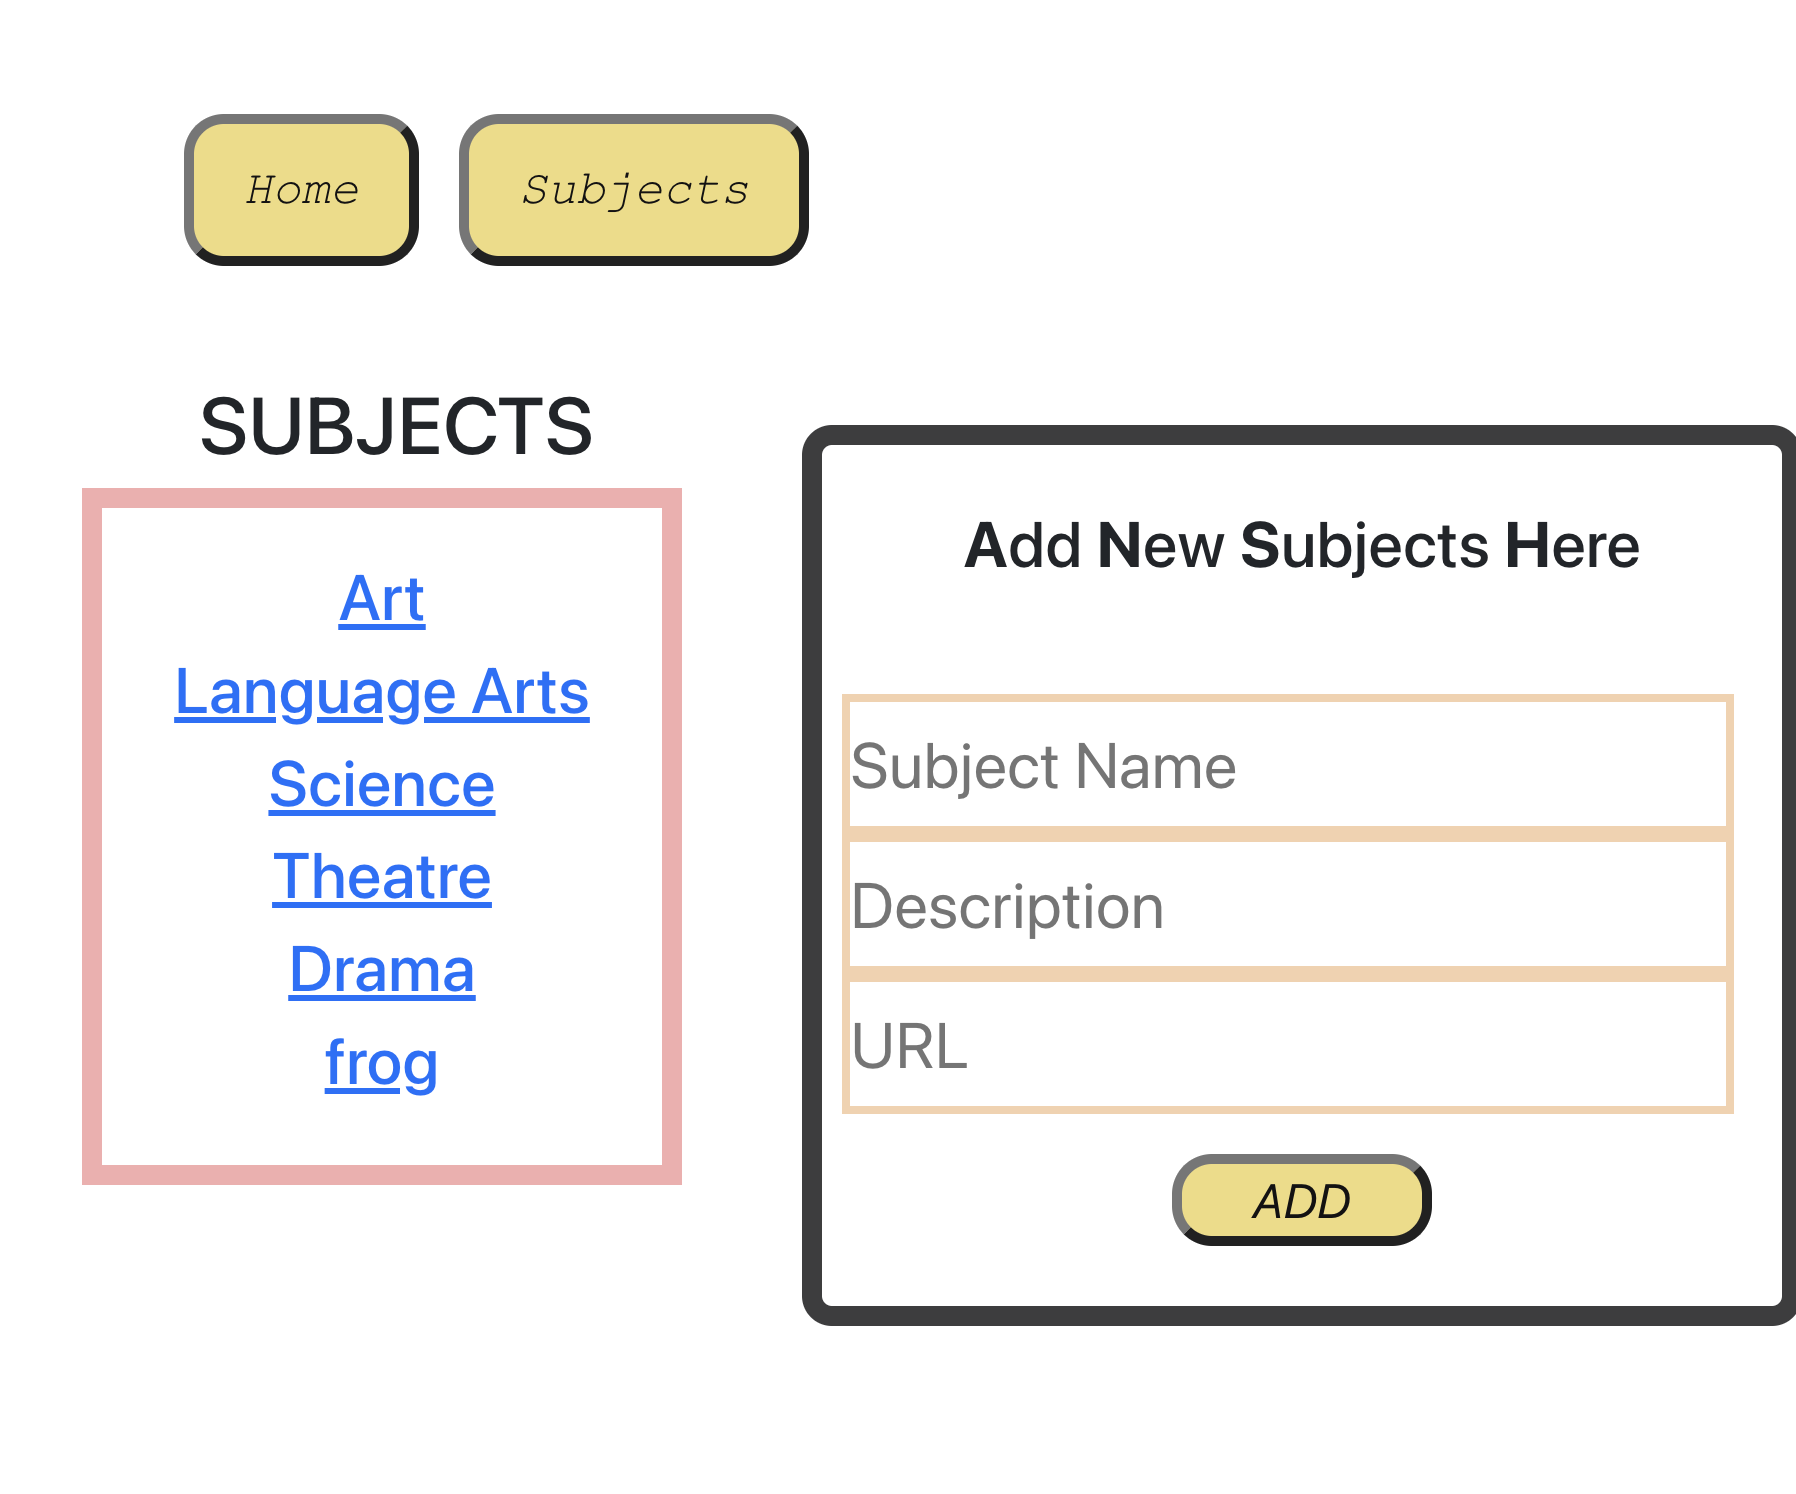 Home Subjects
SUBJECTS
Art
Language Arts
Science
Theatre
Drama
frog
Add New Subjects Here
Subject Name
Description
URL
ADD